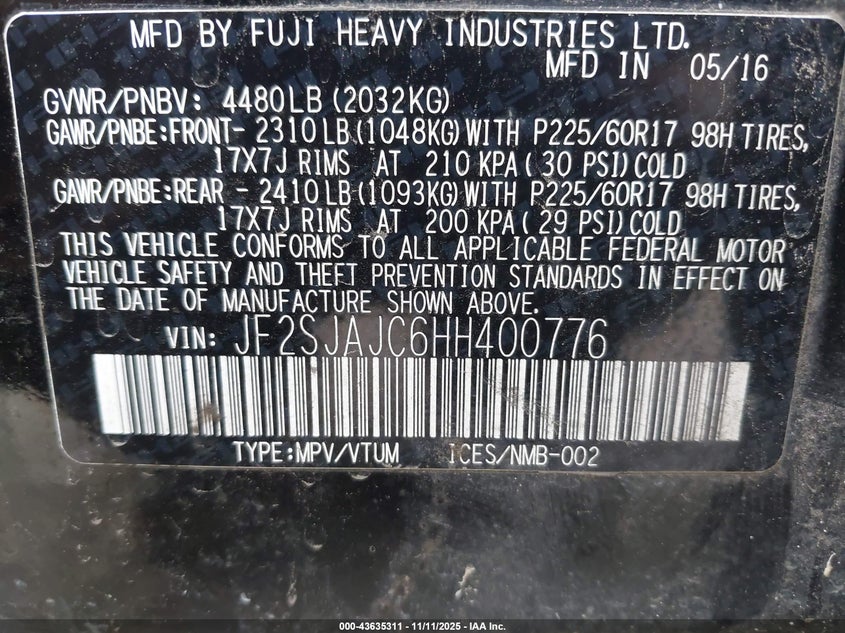 MFD BY FUJI HEAVY INDUSTRIES LTD.
MFD IN 05/16
GVWR/PNBV: 4480LB(2032KG)
GAWR/PNBE:FRONT- 2310LB(1048KG)WITH P225/60R17 98H TIRES,
17X7J RIMS AT 210 KPA( 30 PSI)COLD
GAWR/PNBE:REAR - 2410LB(1093KG)WITH P225/60R17 98H TIRES,
17X7J RIMS AT 200 KPA( 29 PSI)COLD
THIS VEHICLE CONFORMS TO ALL APPLICABLE FEDERAL MOTOR
VEHICLE SAFETY AND THEFT PREVENTION STANDARDS IN EFFECT ON
THE DATE OF MANUFACTURE SHOWN ABOVE.
VIN: JF2SJAJC6HH400776
TYPE:MPV/VTUM ICES/NMB-002
000-43635311 - 11/11/2025 - IAA Inc.